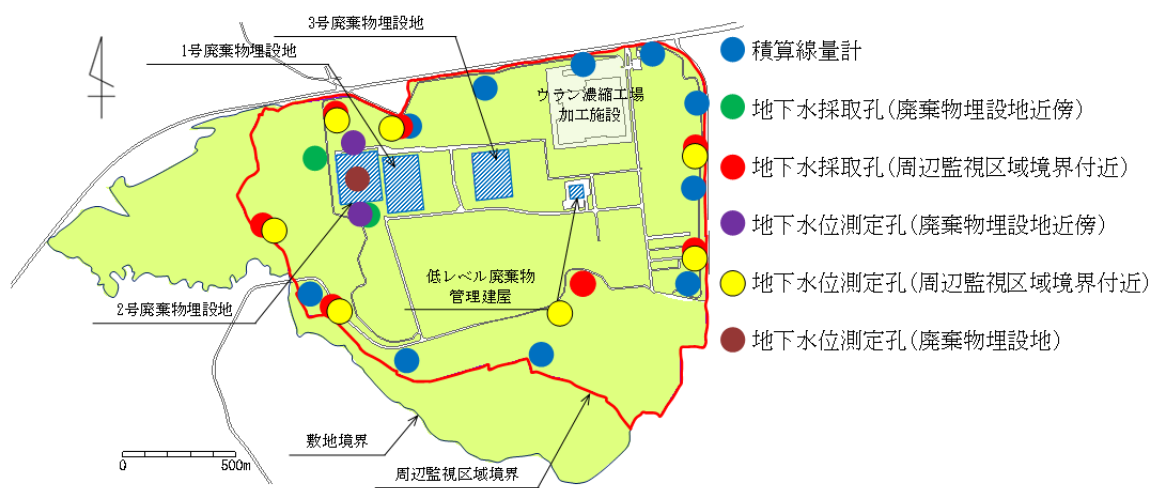 3号廃棄物埋設地
1号廃棄物埋設地
ウラン濃縮工場
加工施設
低レベル廃棄物
管理建屋
2号廃棄物埋設地
敷地境界
周辺監視区域境界
0
500m
積算線量計
地下水採取孔(廃棄物埋設地近傍)
地下水採取孔(周辺監視区域境界付近)
地下水位測定孔(廃棄物埋設地近傍)
地下水位測定孔(周辺監視区域境界付近)
地下水位測定孔(廃棄物埋設地)